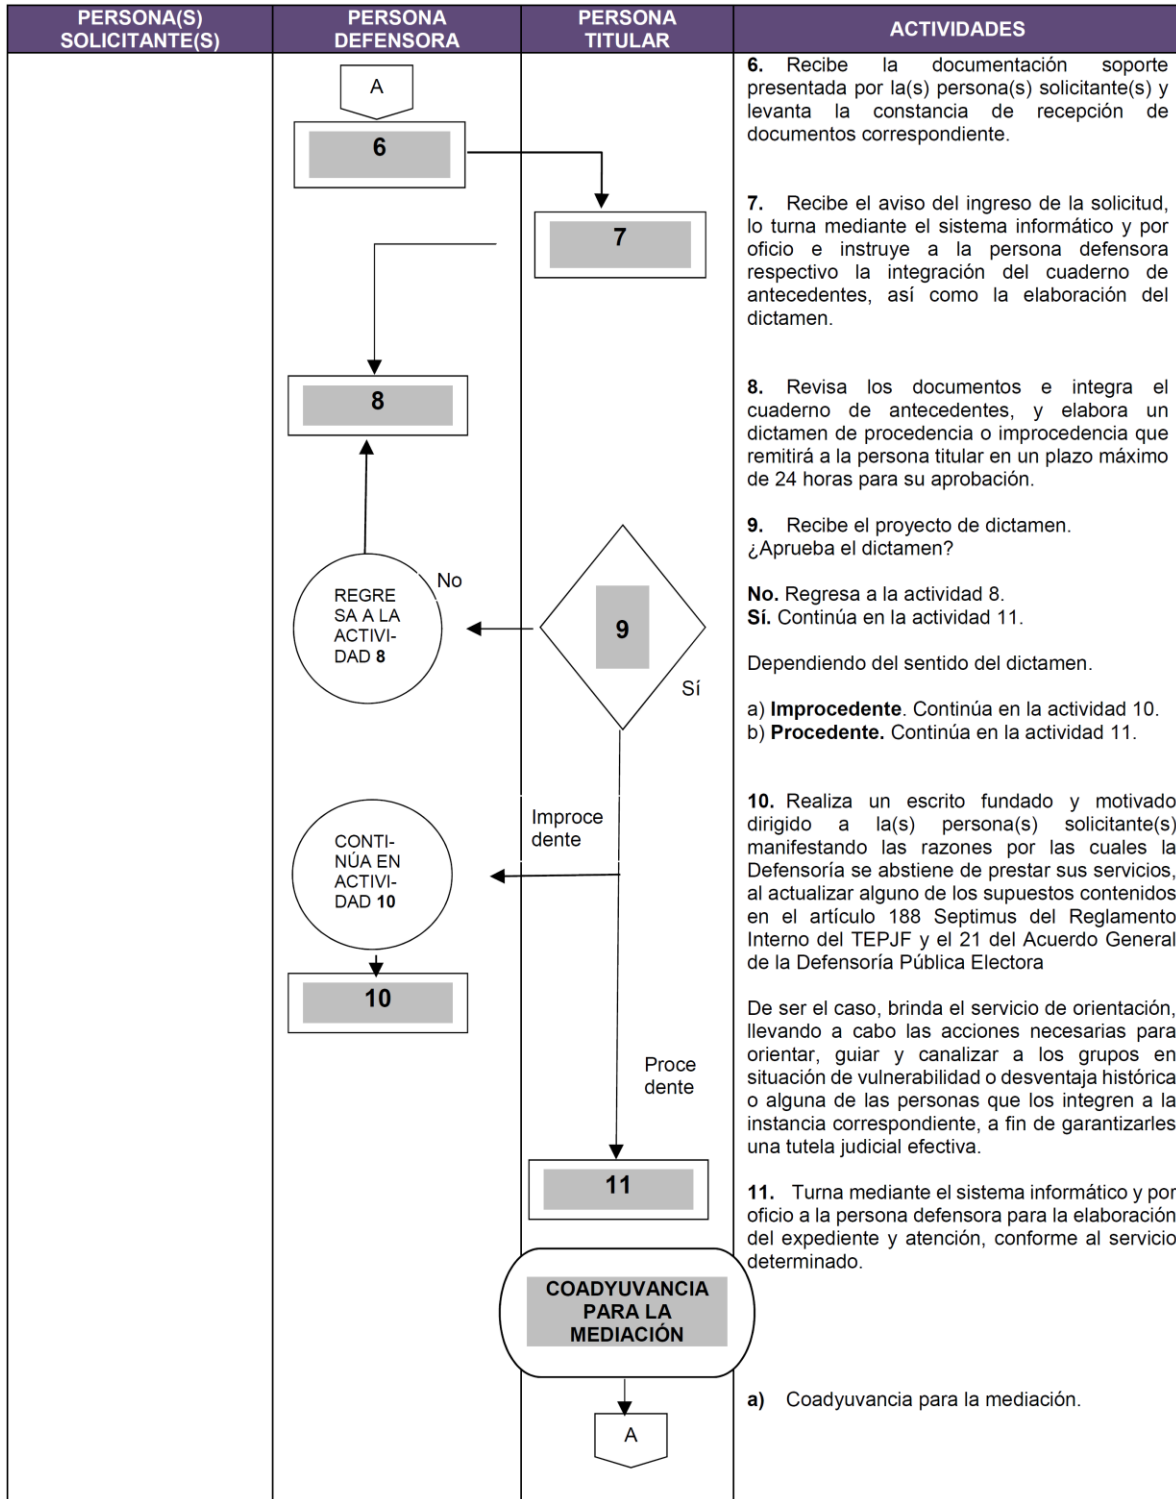 PERSONA(S)
SOLICITANTE(S)
PERSONA
DEFENSORA
PERSONA
TITULAR
ACTIVIDADES
A
6
7
8
REGRE
SA A LA
ACTIVI-
DAD 8
No
9
Sí
Improce
dente
CONTI-
NÚA EN
ACTIVI-
DAD 10
10
Proce
dente
11
COADYUVANCIA
PARA LA
MEDIACIÓN
A
6. Recibe la documentación soporte
presentada por la(s) persona(s) solicitante(s) y
levanta la constancia de recepción de
documentos correspondiente.
7. Recibe el aviso del ingreso de la solicitud,
lo turna mediante el sistema informático y por
oficio e instruye a la persona defensora
respectivo la integración del cuaderno de
antecedentes, así como la elaboración del
dictamen.
8. Revisa los documentos e integra el
cuaderno de antecedentes, y elabora un
dictamen de procedencia o improcedencia que
remitirá a la persona titular en un plazo máximo
de 24 horas para su aprobación.
9. Recibe el proyecto de dictamen.
¿Aprueba el dictamen?
No. Regresa a la actividad 8.
Sí. Continúa en la actividad 11.
Dependiendo del sentido del dictamen.
a) Improcedente. Continúa en la actividad 10.
b) Procedente. Continúa en la actividad 11.
10. Realiza un escrito fundado y motivado
dirigido a la(s) persona(s) solicitante(s)
manifestando las razones por las cuales la
Defensoría se abstiene de prestar sus servicios,
al actualizar alguno de los supuestos contenidos
en el artículo 188 Septimus del Reglamento
Interno del TEPJF y el 21 del Acuerdo General
de la Defensoría Pública Electora
De ser el caso, brinda el servicio de orientación,
llevando a cabo las acciones necesarias para
orientar, guiar y canalizar a los grupos en
situación de vulnerabilidad o desventaja histórica
o alguna de las personas que los integren a la
instancia correspondiente, a fin de garantizarles
una tutela judicial efectiva.
11. Turna mediante el sistema informático y por
oficio a la persona defensora para la elaboración
del expediente y atención, conforme al servicio
determinado.
a) Coadyuvancia para la mediación.